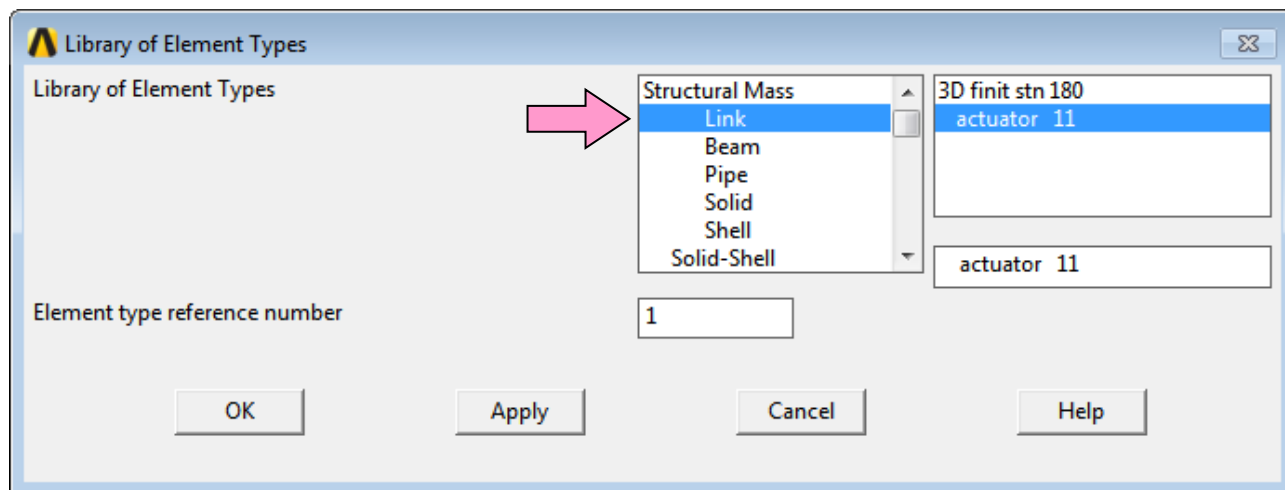 Library of Element Types
Library of Element Types
Structural Mass
Link
Beam
Pipe
Solid
Shell
Solid-Shell
3D finit stn 180
actuator 11
actuator 11
Element type reference number
1
OK
Apply
Cancel
Help